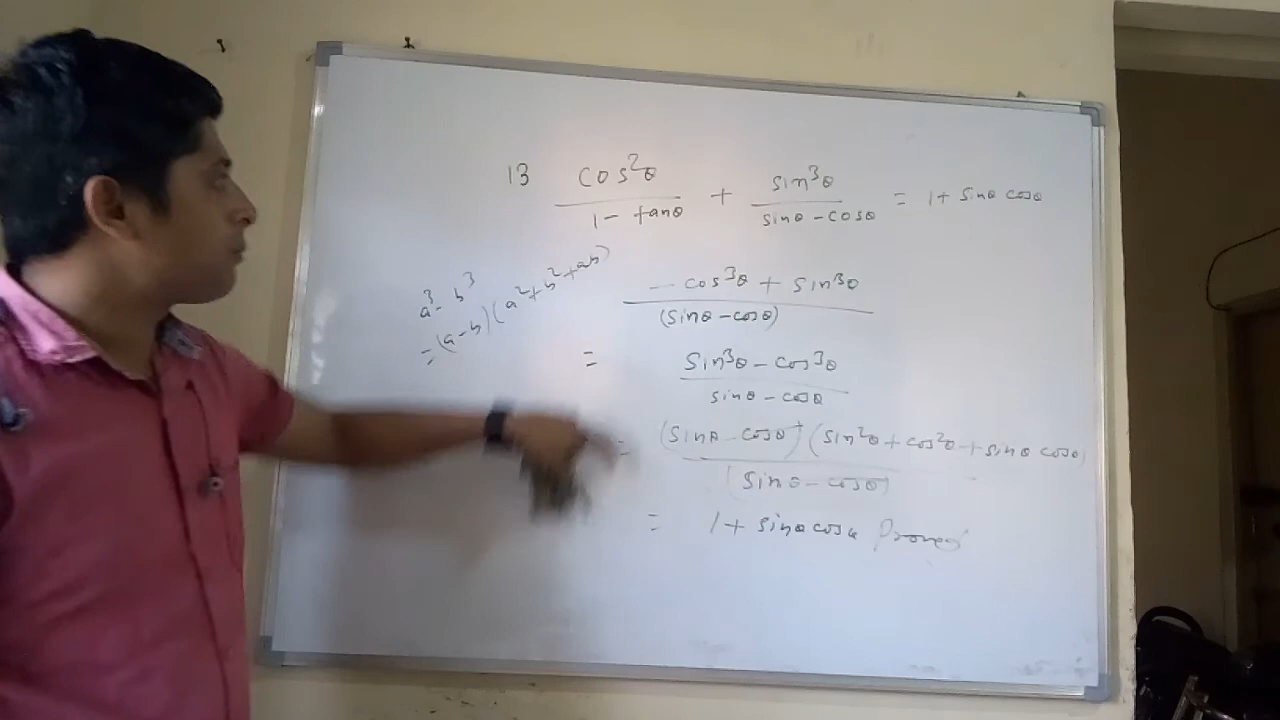 13 cos²θ / 1 - tanθ + sin³θ / sinθ - cosθ = 1 + sinθ cosθ
a³ - b³
= (a - b)(a² + b² + ab)
- cos³θ + sin³θ / (sinθ - cosθ)
= sin³θ - cos³θ / sinθ - cosθ
= (sinθ - cosθ)(sin²θ + cos²θ + sinθ cosθ) / (sinθ - cosθ)
= 1 + sinθ cosθ Proved